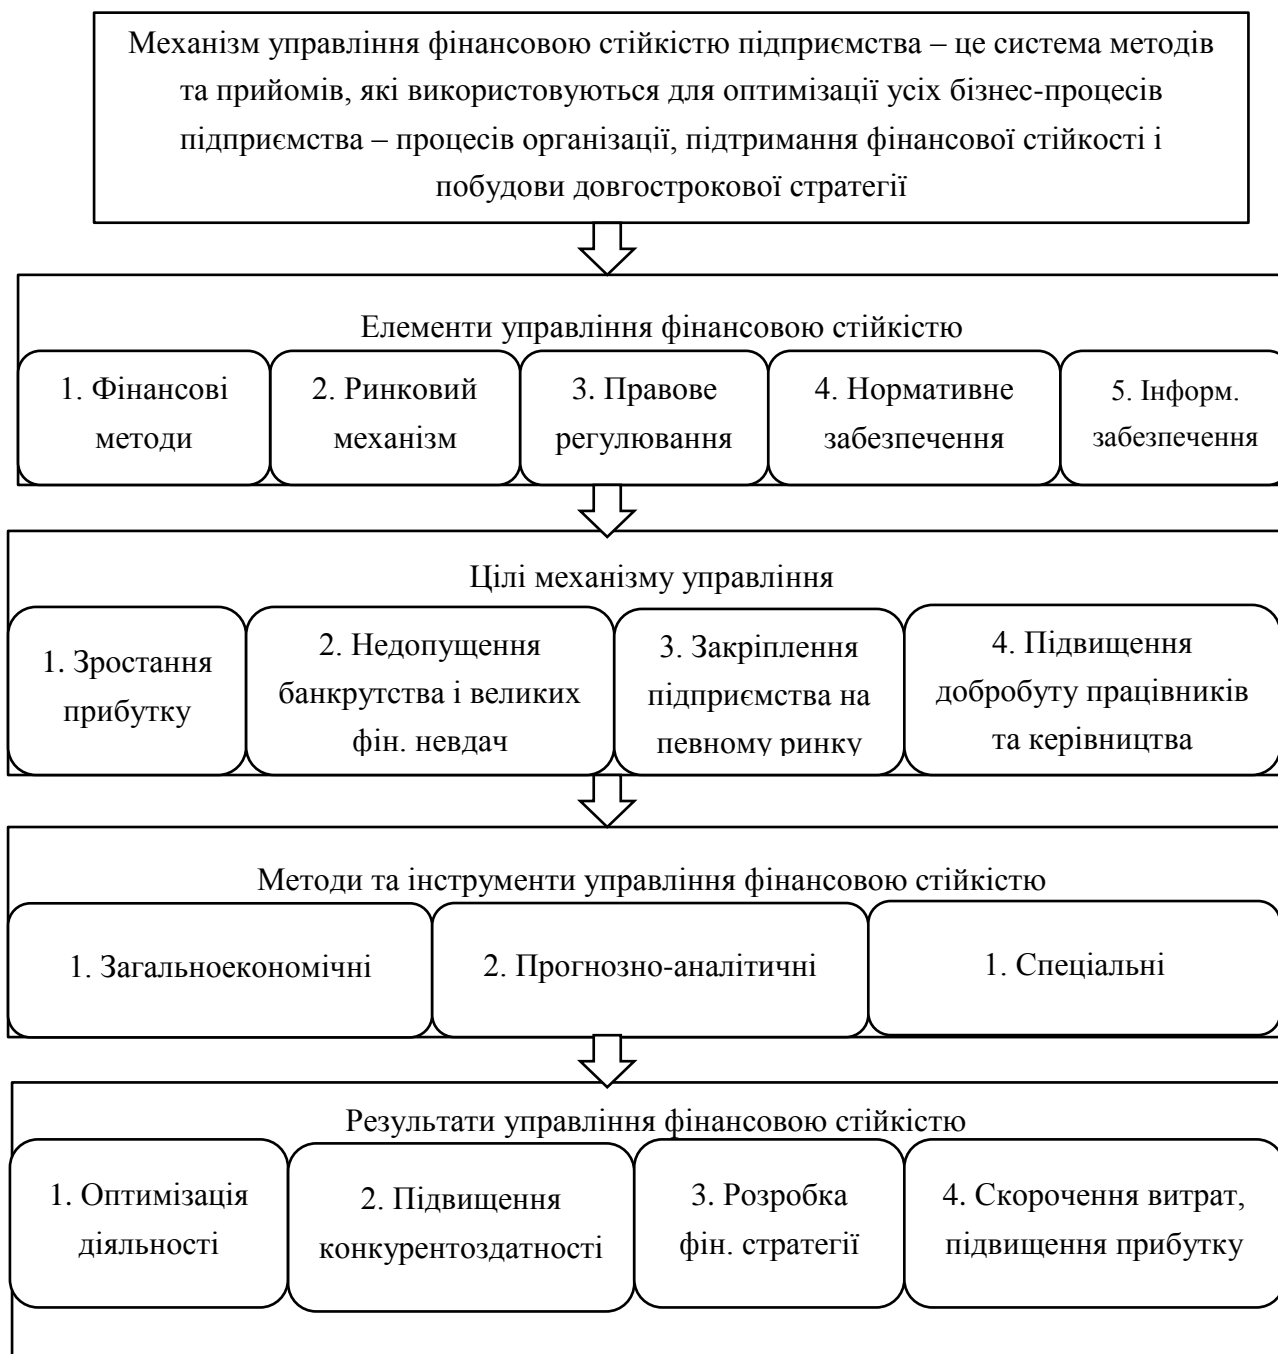 Механізм управління фінансовою стійкістю підприємства – це система методів
та прийомів, які використовуються для оптимізації усіх бізнес-процесів
підприємства – процесів організації, підтримання фінансової стійкості і
побудови довгострокової стратегії
Елементи управління фінансовою стійкістю
1. Фінансові
методи
2. Ринковий
механізм
3. Правове
регулювання
4. Нормативне
забезпечення
5. Інформ.
забезпечення
Цілі механізму управління
1. Зростання
прибутку
2. Недопущення
банкрутства і великих
фін. невдач
3. Закріплення
підприємства на
певному ринку
4. Підвищення
добробуту працівників
та керівництва
Методи та інструменти управління фінансовою стійкістю
1. Загальноекономічні
2. Прогнозно-аналітичні
1. Спеціальні
Результати управління фінансовою стійкістю
1. Оптимізація
діяльності
2. Підвищення
конкурентоздатності
3. Розробка
фін. стратегії
4. Скорочення витрат,
підвищення прибутку